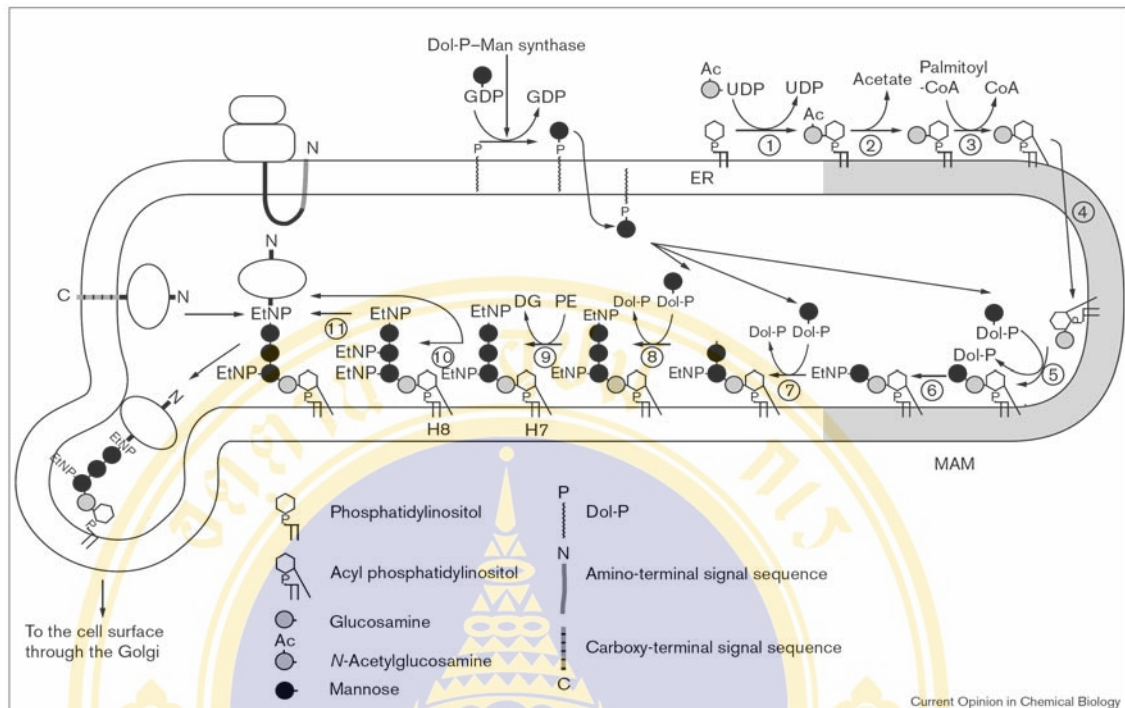 Dol-P–Man synthase
GDP
GDP
P
P
Ac
UDP
UDP
Ac
P
P
Acetate
P
Palmitoyl
-CoA
CoA
P
1
2
3
N
ER
P
4
N
C
N
EtNP
11
EtNP
EtNP
EtNP
P
EtNP
EtNP
10
P
H8
DG
PE
EtNP
9
EtNP
P
H7
EtNP
Dol-P
Dol-P
8
EtNP
P
Dol-P
Dol-P
7
EtNP
P
EtNP
P
6
Dol-P
Dol-P
5
P
P
MAM
N
EtNP
EtNP
P
To the cell surface
through the Golgi
P
Phosphatidylinositol
P
Acyl phosphatidylinositol
Glucosamine
Ac
N-Acetylglucosamine
Mannose
P
Dol-P
N
Amino-terminal signal sequence
Carboxy-terminal signal sequence
C
Current Opinion in Chemical Biology